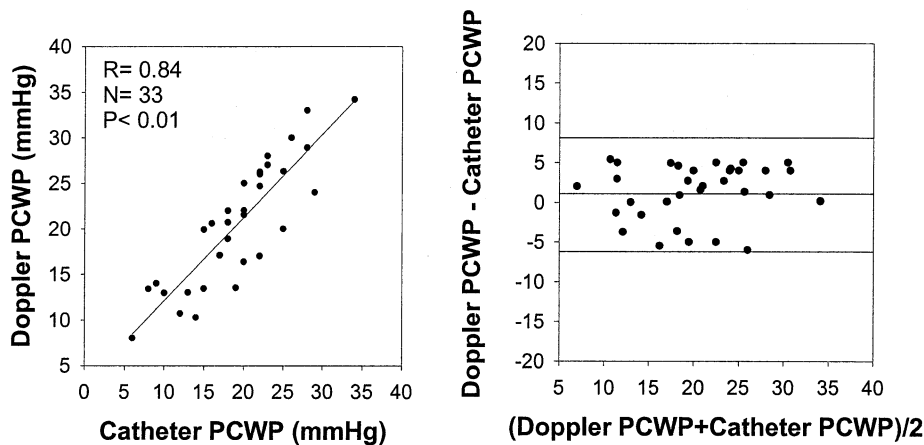 40
35
30
25
20
15
10
5
R= 0.84
N= 33
P< 0.01
0 5 10 15 20 25 30 35 40
Doppler PCWP (mmHg)
Catheter PCWP (mmHg)
20
15
10
5
0
-5
-10
-15
-20
5 10 15 20 25 30 35 40
Doppler PCWP - Catheter PCWP
(Doppler PCWP+Catheter PCWP)/2